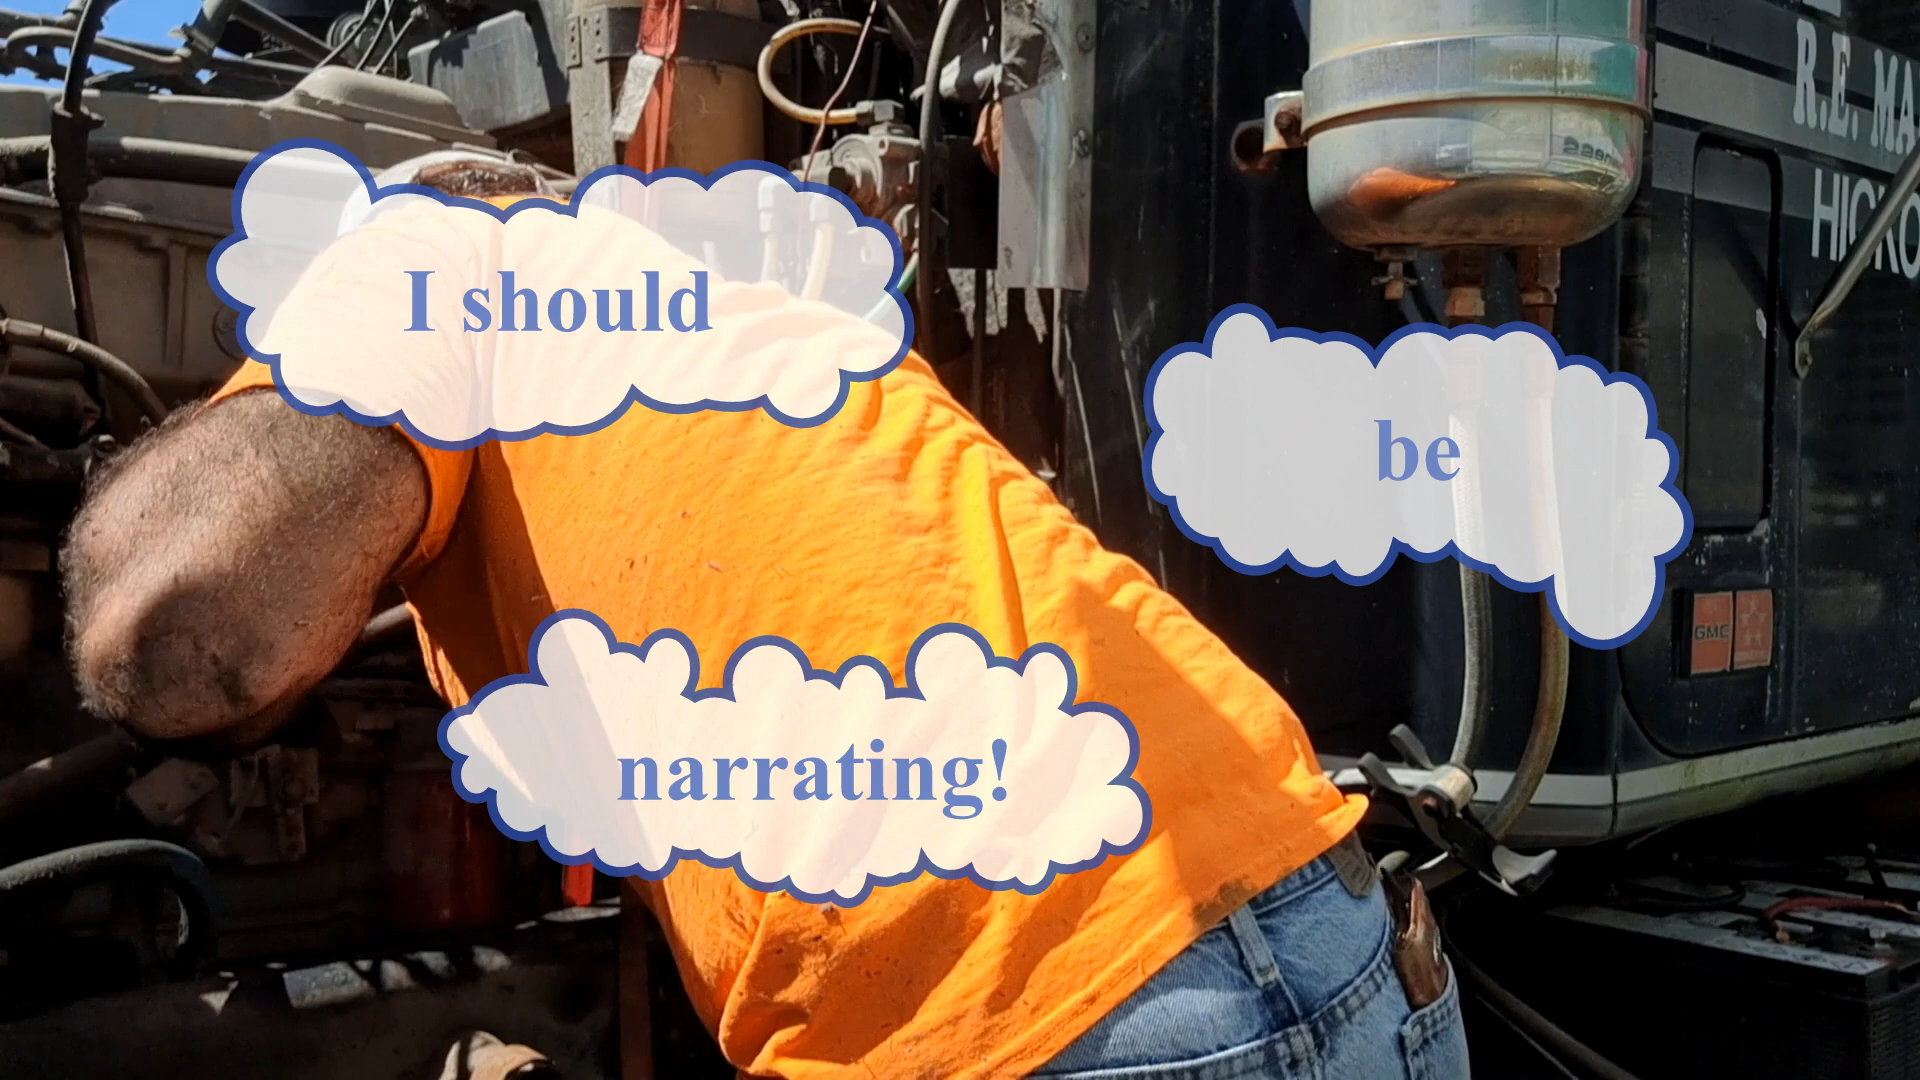 R.E. MA
HICKO
I should
be
narrating!
GMC